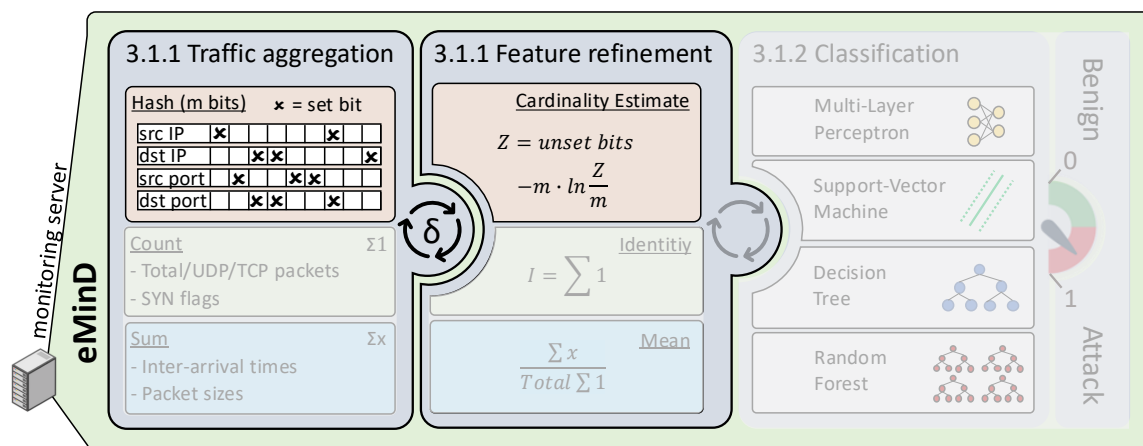 monitoring server
eMinD
3.1.1 Traffic aggregation
Hash (m bits) × = set bit
src IP
dst IP
src port
dst port
Count Σ1
- Total/UDP/TCP packets
- SYN flags
Sum Σx
- Inter-arrival times
- Packet sizes
δ
3.1.1 Feature refinement
Cardinality Estimate
Z = unset bits
−m · ln Z/m
Identitiy
I = ∑ 1
Mean
∑ x
Total ∑ 1
3.1.2 Classification
Multi-Layer
Perceptron
Support-Vector
Machine
Decision
Tree
Random
Forest
Benign
0
1
Attack